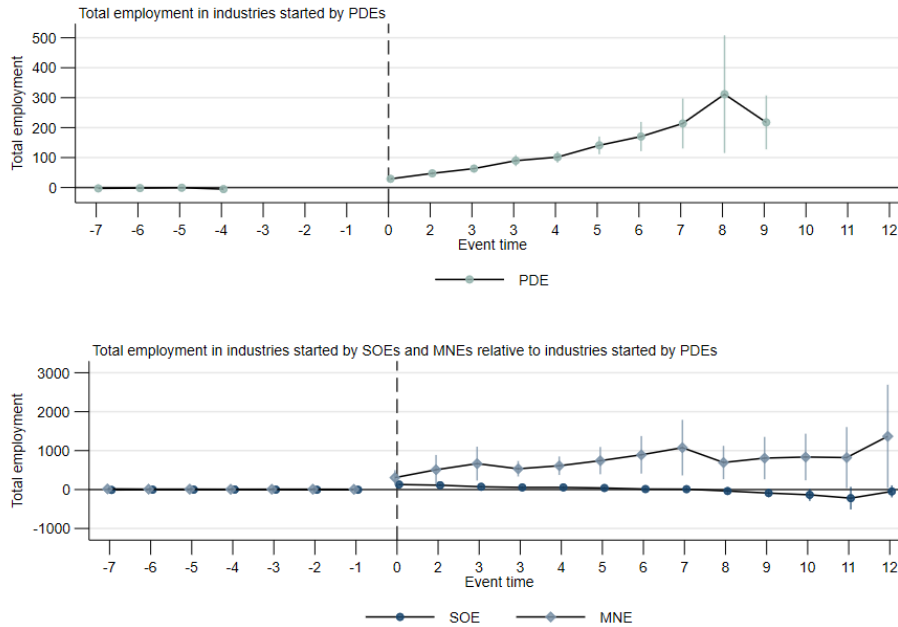 Total employment in industries started by PDEs
Total employment
500
400
300
200
100
0
-7 -6 -5 -4 -3 -2 -1 0 2 3 3 4 5 6 7 8 9 10 11 12
Event time
PDE
Total employment in industries started by SOEs and MNEs relative to industries started by PDEs
Total employment
3000
2000
1000
0
-1000
-7 -6 -5 -4 -3 -2 -1 0 2 3 3 4 5 6 7 8 9 10 11 12
Event time
SOE MNE